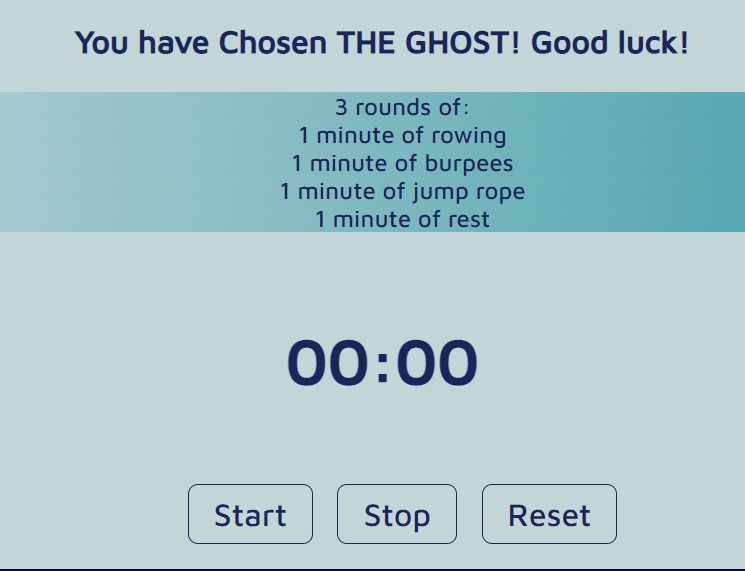 You have Chosen THE GHOST! Good luck!
3 rounds of:
1 minute of rowing
1 minute of burpees
1 minute of jump rope
1 minute of rest
00:00
Start Stop Reset